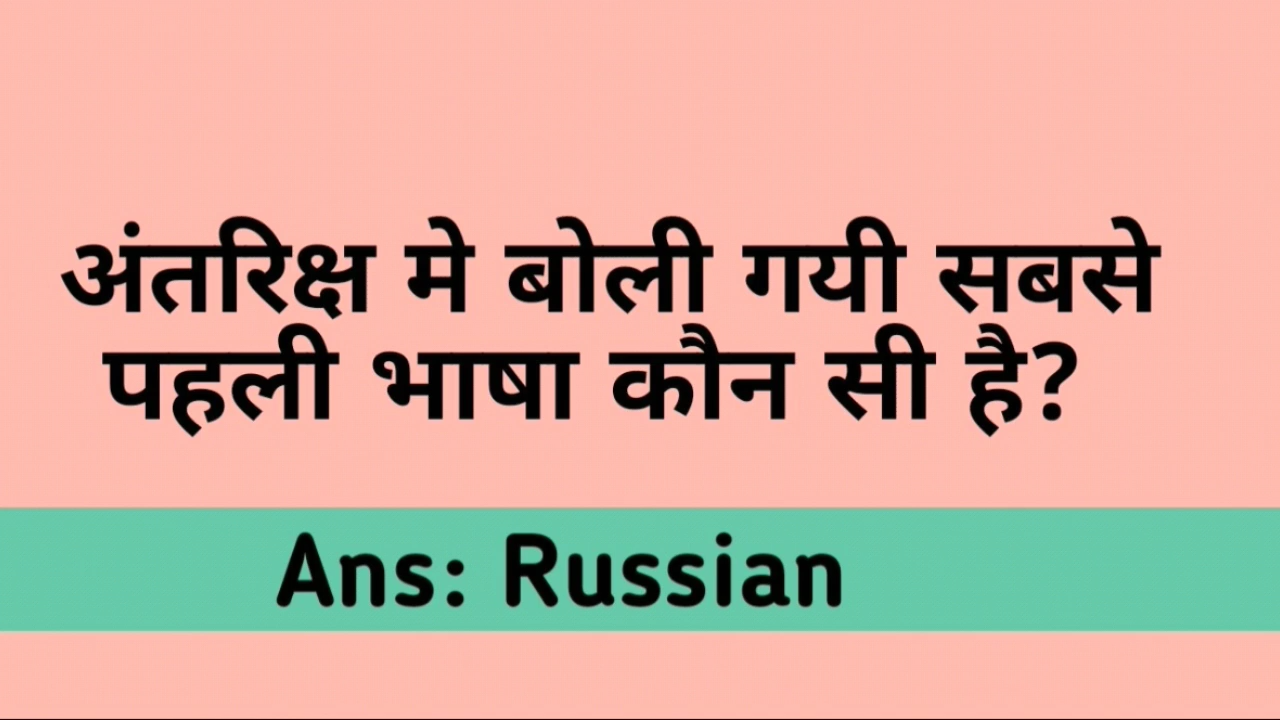 अंतरिक्ष मे बोली गयी सबसे
पहली भाषा कौन सी है?
Ans: Russian